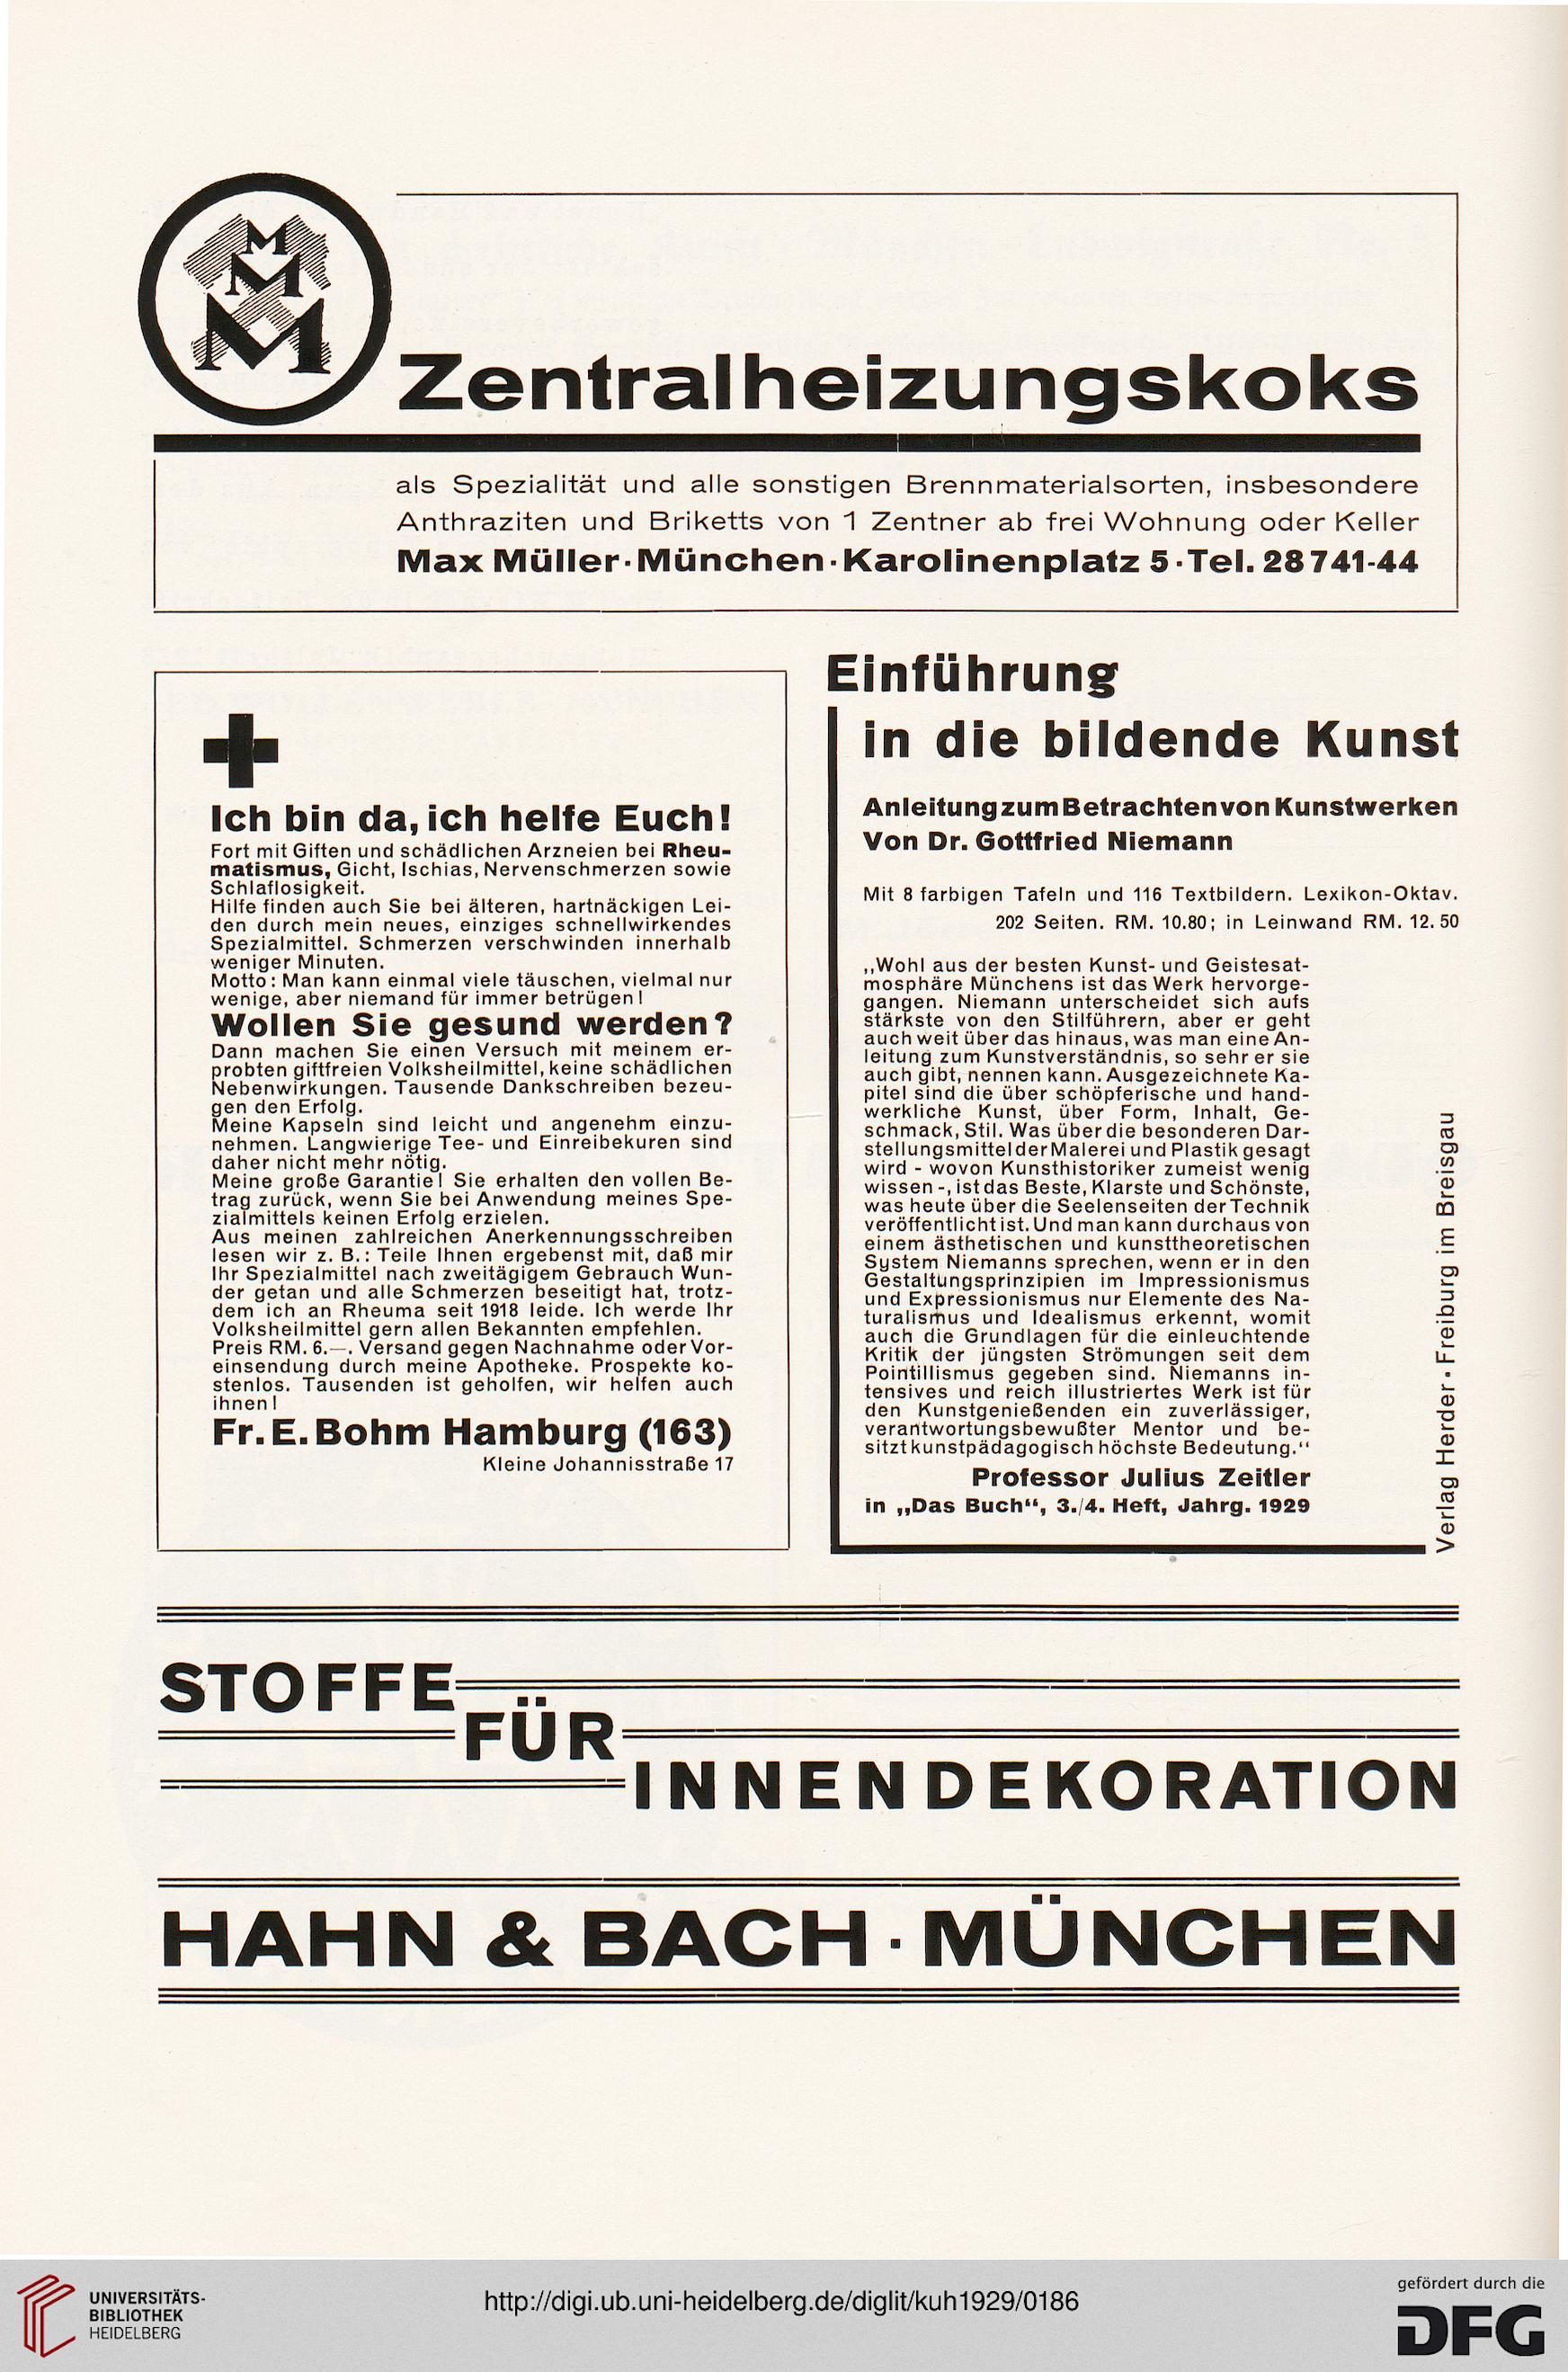 M
M
M
Zentralheizungskoks
als Spezialität und alle sonstigen Brennmaterialsorten, insbesondere
Anthraziten und Briketts von 1 Zentner ab frei Wohnung oder Keller
Max Müller·München·Karolinenplatz 5·Tel. 28741-44
Ich bin da, ich helfe Euch!
Fort mit Giften und schädlichen Arzneien bei Rheu-
matismus, Gicht, Ischias, Nervenschmerzen sowie
Schlaflosigkeit.
Hilfe finden auch Sie bei älteren, hartnäckigen Lei-
den durch mein neues, einziges schnellwirkendes
Spezialmittel. Schmerzen verschwinden innerhalb
weniger Minuten.
Motto: Man kann einmal viele täuschen, vielmal nur
wenige, aber niemand für immer betrügen!
Wollen Sie gesund werden?
Dann machen Sie einen Versuch mit meinem er-
probten giftfreien Volksheilmittel, keine schädlichen
Nebenwirkungen. Tausende Dankschreiben bezeu-
gen den Erfolg.
Meine Kapseln sind leicht und angenehm einzu-
nehmen. Langwierige Tee- und Einreibekuren sind
daher nicht mehr nötig.
Meine große Garantie! Sie erhalten den vollen Be-
trag zurück, wenn Sie bei Anwendung meines Spe-
zialmittels keinen Erfolg erzielen.
Aus meinen zahlreichen Anerkennungsschreiben
lesen wir z. B.: Teile Ihnen ergebenst mit, daß mir
Ihr Spezialmittel nach zweitägigem Gebrauch Wun-
der getan und alle Schmerzen beseitigt hat, trotz-
dem ich an Rheuma seit 1918 leide. Ich werde Ihr
Volksheilmittel gern allen Bekannten empfehlen.
Preis RM. 6.—. Versand gegen Nachnahme oder Vor-
einsendung durch meine Apotheke. Prospekte ko-
stenlos. Tausenden ist geholfen, wir helfen auch
ihnen!
Fr. E. Bohm Hamburg (163)
Kleine Johannisstraße 17
Einführung
in die bildende Kunst
Anleitung zum Betrachten von Kunstwerken
Von Dr. Gottfried Niemann
Mit 8 farbigen Tafeln und 116 Textbildern. Lexikon-Oktav.
202 Seiten. RM. 10.80; in Leinwand RM. 12.50
„Wohl aus der besten Kunst- und Geistesat-
mosphäre Münchens ist das Werk hervorge-
gangen. Niemann unterscheidet sich aufs
stärkste von den Stilführern, aber er geht
auch weit über das hinaus, was man eine An-
leitung zum Kunstverständnis, so sehr er sie
auch gibt, nennen kann. Ausgezeichnete Ka-
pitel sind die über schöpferische und hand-
werkliche Kunst, über Form, Inhalt, Ge-
schmack, Stil. Was über die besonderen Dar-
stellungsmittel der Malerei und Plastik gesagt
wird - wovon Kunsthistoriker zumeist wenig
wissen -, ist das Beste, Klarste und Schönste,
was heute über die Seelenseiten der Technik
veröffentlicht ist. Und man kann durchaus von
einem ästhetischen und kunsttheoretischen
System Niemanns sprechen, wenn er in den
Gestaltungsprinzipien im Impressionismus
und Expressionismus nur Elemente des Na-
turalismus und Idealismus erkennt, womit
auch die Grundlagen für die einleuchtende
Kritik der jüngsten Strömungen seit dem
Pointillismus gegeben sind. Niemanns in-
tensives und reich illustriertes Werk ist für
den Kunstgenießenden ein zuverlässiger,
verantwortungsbewußter Mentor und be-
sitzt kunstpädagogisch höchste Bedeutung.“
Professor Julius Zeitler
in „Das Buch“, 3./4. Heft, Jahrg. 1929
Verlag Herder · Freiburg im Breisgau
STOFFE
FÜR
INNENDEKORATION
HAHN & BACH · MÜNCHEN
UNIVERSITÄTS-
BIBLIOTHEK
HEIDELBERG
http://digi.ub.uni-heidelberg.de/diglit/kuh1929/0186
gefördert durch die
DFG